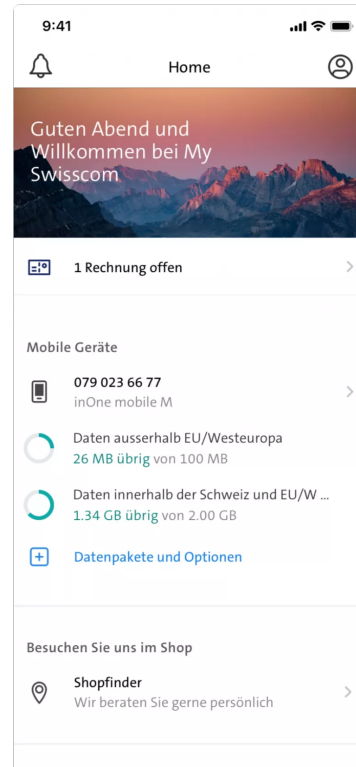 9:41
Home
Guten Abend und
Willkommen bei My
Swisscom
1 Rechnung offen
Mobile Geräte
079 023 66 77
inOne mobile M
Daten ausserhalb EU/Westeuropa
26 MB übrig von 100 MB
Daten innerhalb der Schweiz und EU/W ...
1.34 GB übrig von 2.00 GB
Datenpakete und Optionen
Besuchen Sie uns im Shop
Shopfinder
Wir beraten Sie gerne persönlich